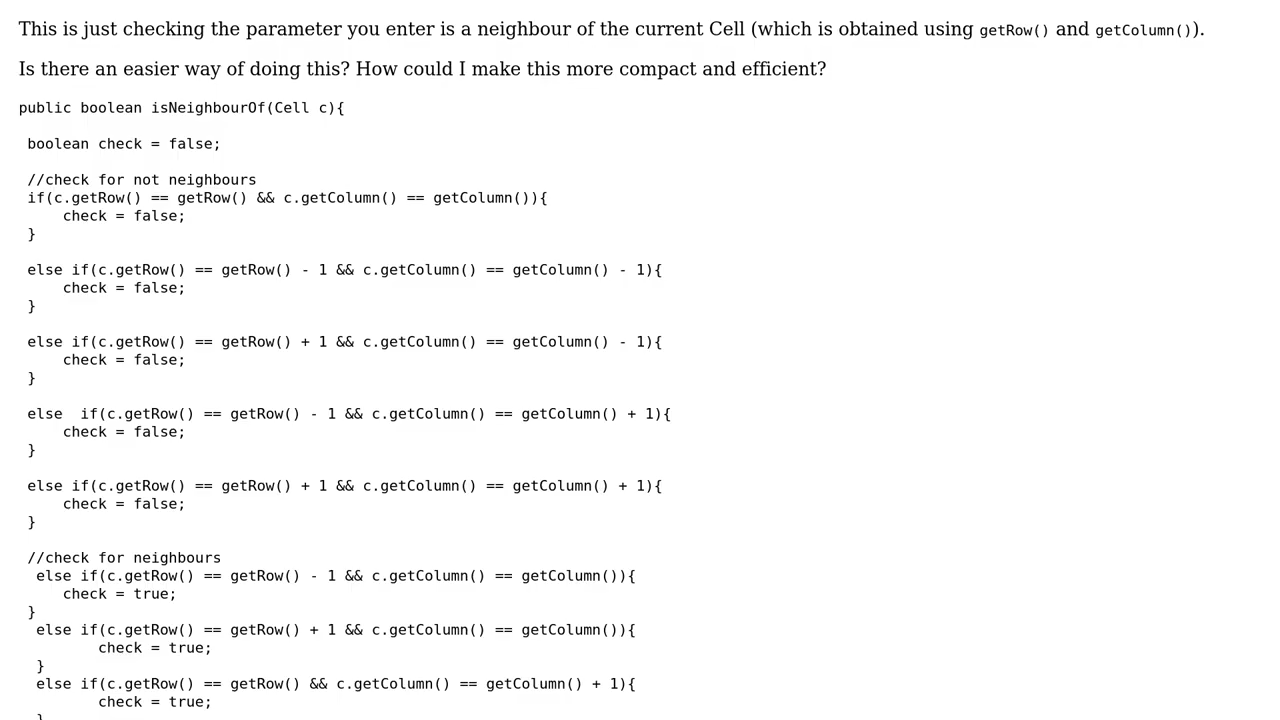 This is just checking the parameter you enter is a neighbour of the current Cell (which is obtained using getRow() and getColumn()).
Is there an easier way of doing this? How could I make this more compact and efficient?
public boolean isNeighbourOf(Cell c){
boolean check = false;
//check for not neighbours
if(c.getRow() == getRow() && c.getColumn() == getColumn()){
check = false;
}
else if(c.getRow() == getRow() - 1 && c.getColumn() == getColumn() - 1){
check = false;
}
else if(c.getRow() == getRow() + 1 && c.getColumn() == getColumn() - 1){
check = false;
}
else  if(c.getRow() == getRow() - 1 && c.getColumn() == getColumn() + 1){
check = false;
}
else if(c.getRow() == getRow() + 1 && c.getColumn() == getColumn() + 1){
check = false;
}
//check for neighbours
else if(c.getRow() == getRow() - 1 && c.getColumn() == getColumn()){
check = true;
}
else if(c.getRow() == getRow() + 1 && c.getColumn() == getColumn()){
check = true;
}
else if(c.getRow() == getRow() && c.getColumn() == getColumn() + 1){
check = true;
}